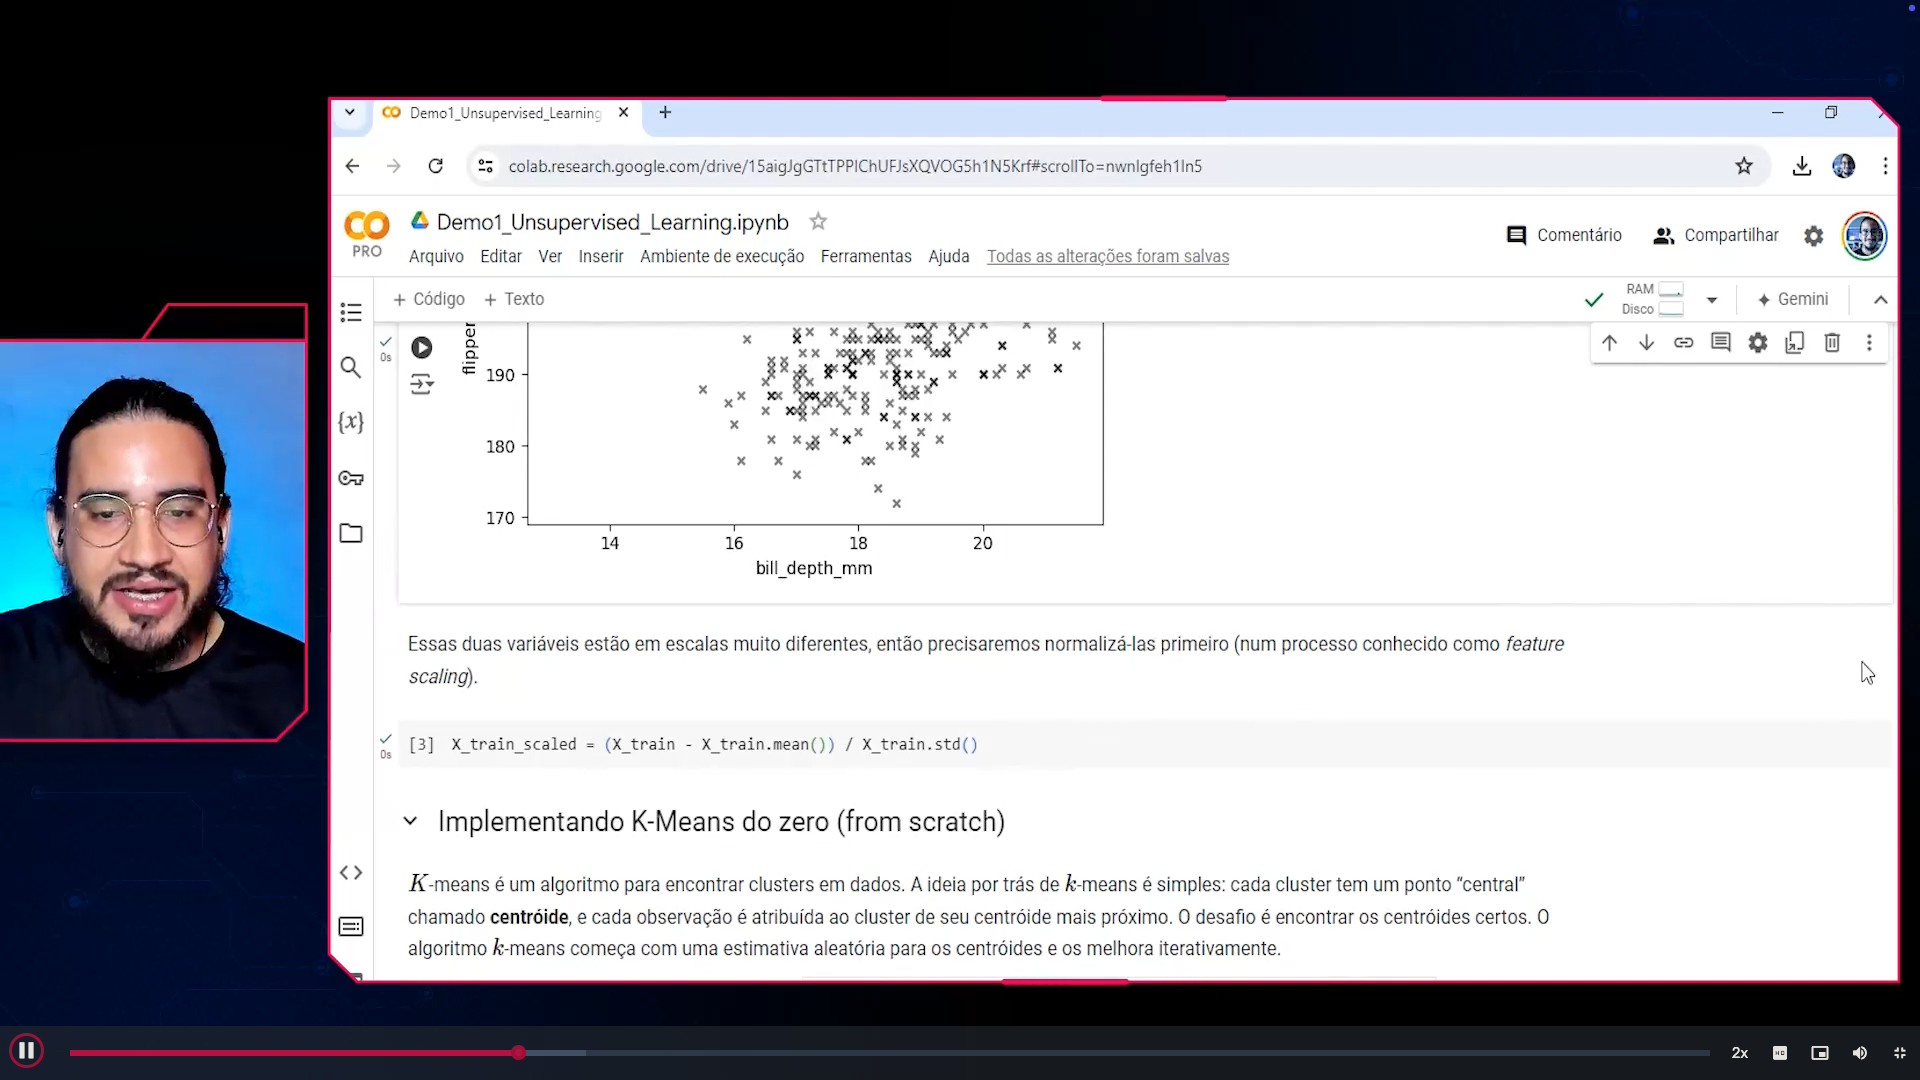 Demo1_Unsupervised_Learning
colab.research.google.com/drive/15aigJgGTtTPPIChUFJsXQVOG5h1N5Krf#scrollTo=nwnIgfeh1In5
CO
PRO
Demo1_Unsupervised_Learning.ipynb
Comentário
Compartilhar
Arquivo Editar Ver Inserir Ambiente de execução Ferramentas Ajuda Todas as alterações foram salvas
+ Código + Texto
RAM
Disco
Gemini
0s
flipper
190
180
170
14 16 18 20
bill_depth_mm
Essas duas variáveis estão em escalas muito diferentes, então precisaremos normalizá-las primeiro (num processo conhecido como feature
scaling).
0s
[3] X_train_scaled = (X_train - X_train.mean()) / X_train.std()
Implementando K-Means do zero (from scratch)
K-means é um algoritmo para encontrar clusters em dados. A ideia por trás de k-means é simples: cada cluster tem um ponto “central”
chamado centróide, e cada observação é atribuída ao cluster de seu centróide mais próximo. O desafio é encontrar os centróides certos. O
algoritmo k-means começa com uma estimativa aleatória para os centróides e os melhora iterativamente.
{x}
2x